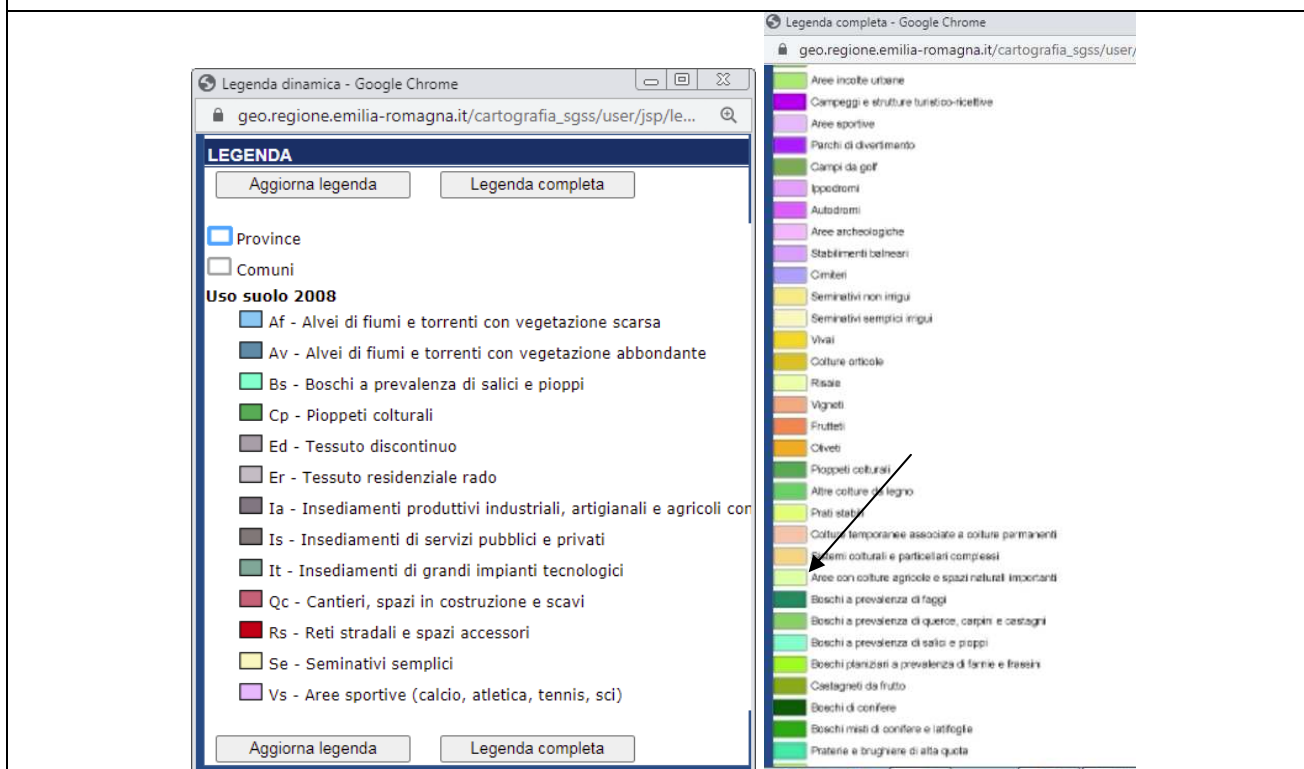 Legenda dinamica - Google Chrome
geo.regione.emilia-romagna.it/cartografia_sgss/user/jsp/le...
LEGENDA
Aggiorna legenda Legenda completa
Province
Comuni
Uso suolo 2008
Af - Alvei di fiumi e torrenti con vegetazione scarsa
Av - Alvei di fiumi e torrenti con vegetazione abbondante
Bs - Boschi a prevalenza di salici e pioppi
Cp - Pioppeti colturali
Ed - Tessuto discontinuo
Er - Tessuto residenziale rado
Ia - Insediamenti produttivi industriali, artigianali e agricoli con
Is - Insediamenti di servizi pubblici e privati
It - Insediamenti di grandi impianti tecnologici
Qc - Cantieri, spazi in costruzione e scavi
Rs - Reti stradali e spazi accessori
Se - Seminativi semplici
Vs - Aree sportive (calcio, atletica, tennis, sci)
Aggiorna legenda Legenda completa
Legenda completa - Google Chrome
geo.regione.emilia-romagna.it/cartografia_sgss/user/
Aree incolte urbane
Campeggi e strutture turistico-ricettive
Aree sportive
Parchi di divertimento
Campi da golf
Ippodromi
Autodromi
Aree archeologiche
Stabilimenti balneari
Cimiteri
Seminativi non irrigui
Seminativi semplici irrigui
Vivai
Colture orticole
Risaie
Vigneti
Frutteti
Oliveti
Pioppeti colturali
Altre colture da legno
Prati stabili
Colture temporanee associate a colture permanenti
Sistemi colturali e particellari complessi
Aree con colture agricole e spazi naturali importanti
Boschi a prevalenza di faggi
Boschi a prevalenza di querce, carpini e castagni
Boschi a prevalenza di salici e pioppi
Boschi planiziari a prevalenza di farnie e frassini
Castagneti da frutto
Boschi di conifere
Boschi misti di conifere e latifoglie
Praterie e brughiere di alta quota